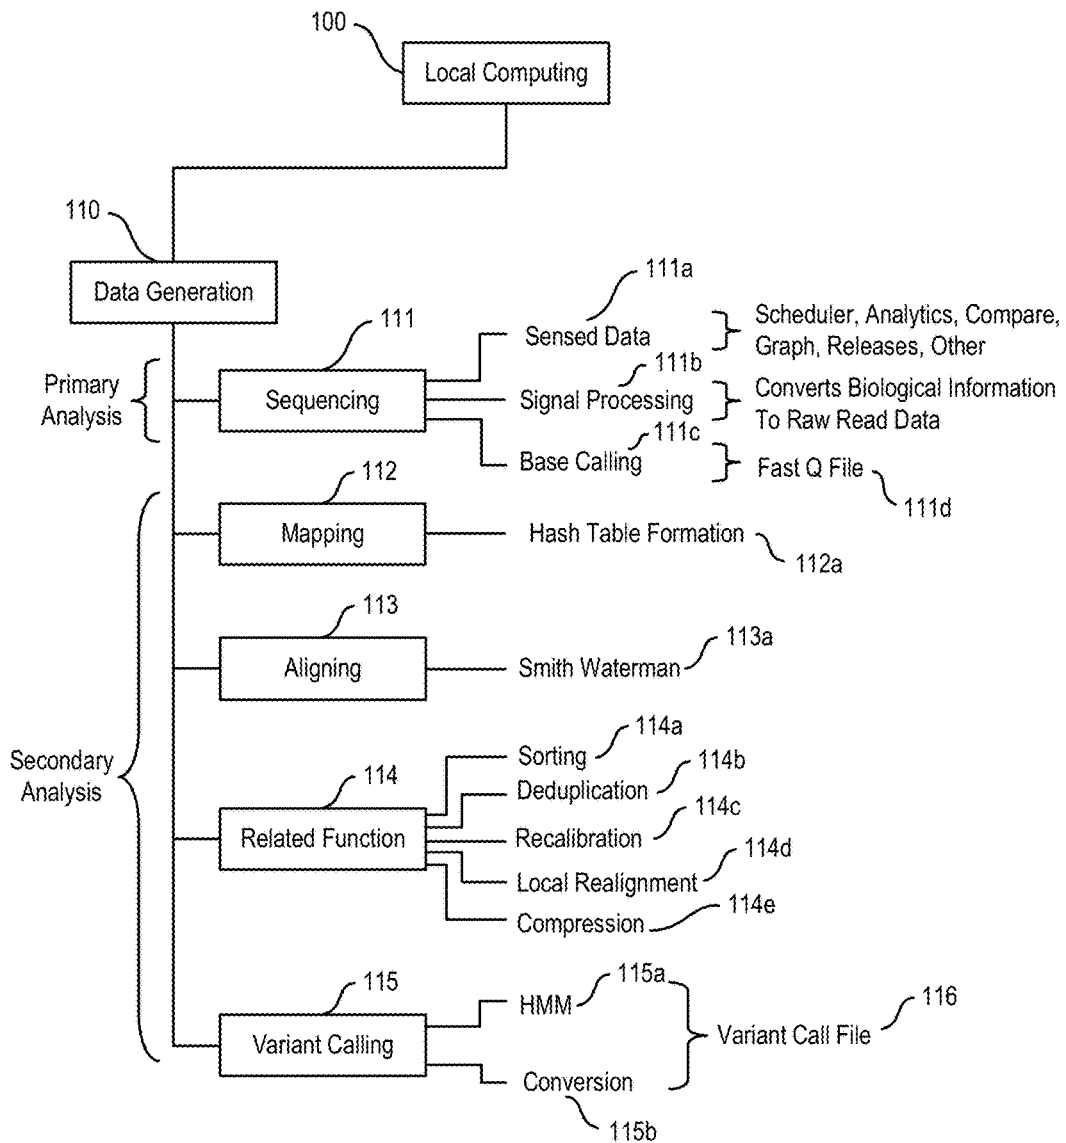 100
Local Computing
110
Data Generation
111a
111
Sensed Data
Scheduler, Analytics, Compare,
Graph, Releases, Other
Primary
Analysis
Sequencing
111b
Signal Processing
Converts Biological Information
To Raw Read Data
111c
Base Calling
Fast Q File
111d
112
Mapping
Hash Table Formation
112a
113
Aligning
Smith Waterman
113a
Secondary
Analysis
114
Related Function
Sorting
114a
Deduplication
114b
Recalibration
114c
Local Realignment
114d
Compression
114e
115
Variant Calling
HMM
115a
Conversion
115b
Variant Call File
116